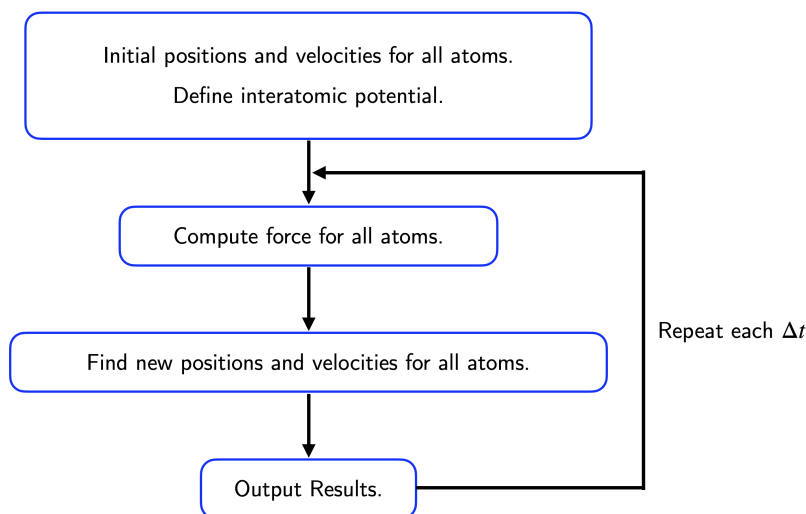 Initial positions and velocities for all atoms.
Define interatomic potential.
Compute force for all atoms.
Repeat each Δt
Find new positions and velocities for all atoms.
Output Results.